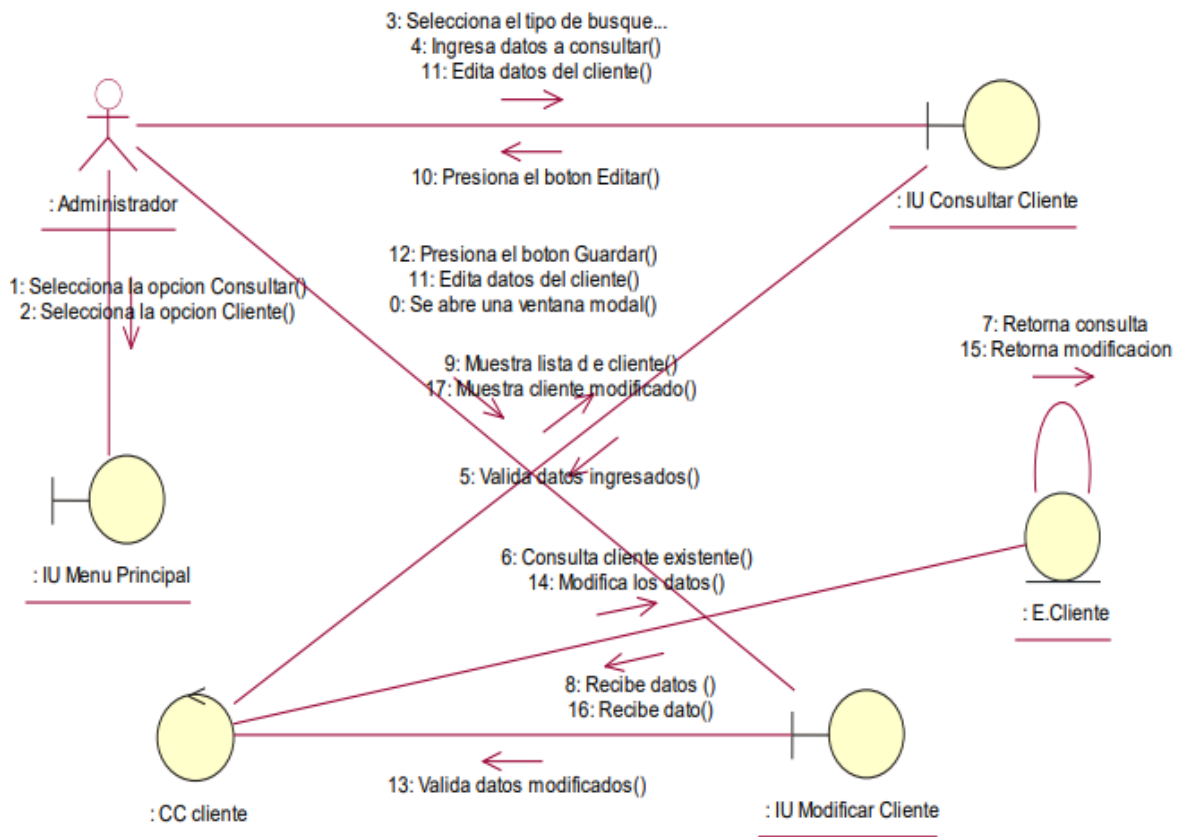 3: Selecciona el tipo de busque...
4: Ingresa datos a consultar()
11: Edita datos del cliente()
10: Presiona el boton Editar()
: Administrador
: IU Consultar Cliente
12: Presiona el boton Guardar()
11: Edita datos del cliente()
0: Se abre una ventana modal()
1: Selecciona la opcion Consultar()
2: Selecciona la opcion Cliente()
7: Retorna consulta
15: Retorna modificacion
9: Muestra lista d e cliente()
17: Muestra cliente modificado()
5: Valida datos ingresados()
: IU Menu Principal
6: Consulta cliente existente()
14: Modifica los datos()
: E.Cliente
8: Recibe datos ()
16: Recibe dato()
13: Valida datos modificados()
: CC cliente
: IU Modificar Cliente